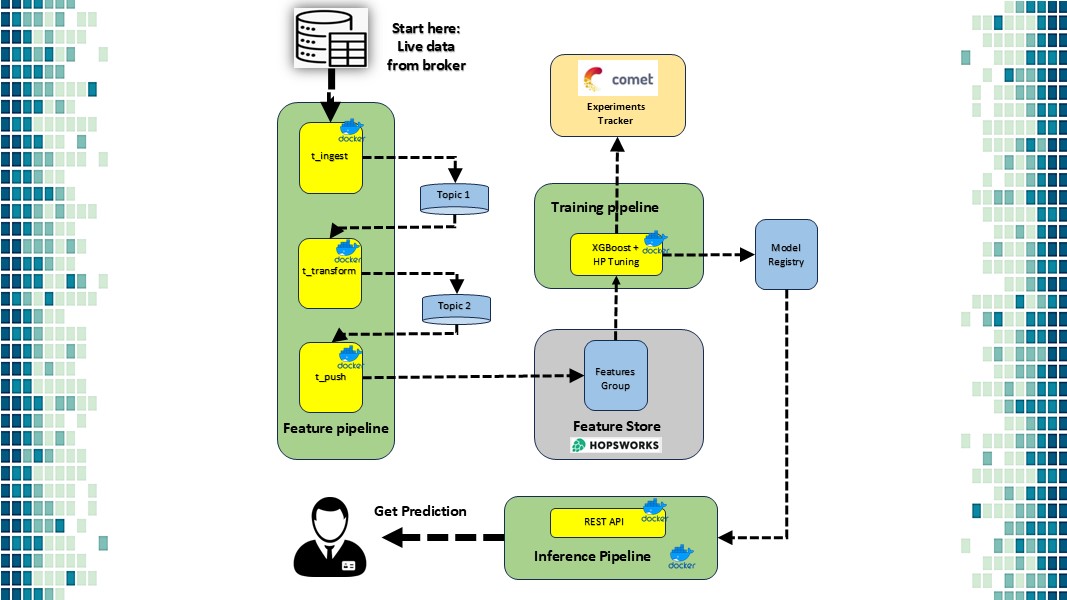 Start here:
Live data
from broker
docker
t_ingest
Topic 1
docker
t_transform
Topic 2
docker
t_push
Feature pipeline
comet
Experiments
Tracker
Training pipeline
docker
XGBoost +
HP Tuning
Model
Registry
Features
Group
Feature Store
HOPSWORKS
Get Prediction
REST API
docker
Inference Pipeline
docker